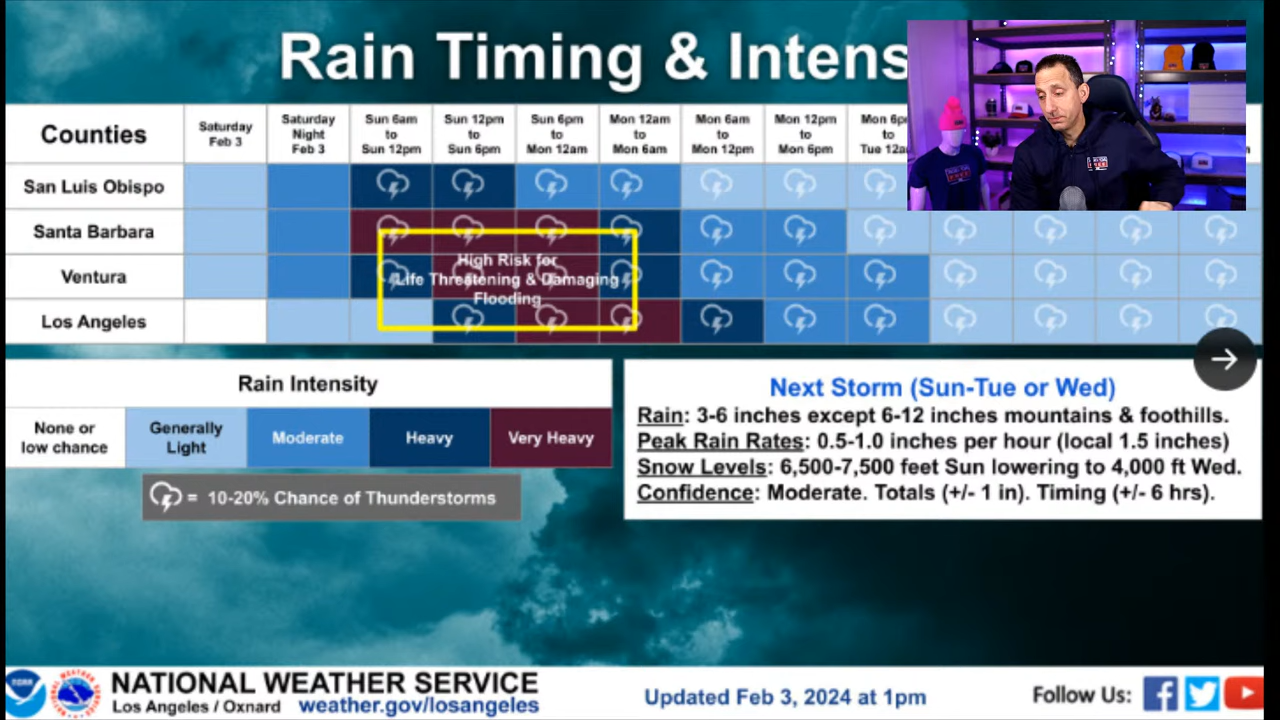 Rain Timing & Intens
Counties
Saturday
Feb 3
Saturday
Night
Feb 3
Sun 6am
to
Sun 12pm
Sun 12pm
to
Sun 6pm
Sun 6pm
to
Mon 12am
Mon 12am
to
Mon 6am
Mon 6am
to
Mon 12pm
Mon 12pm
to
Mon 6pm
Mon 6p
to
Tue 12a
San Luis Obispo
Santa Barbara
Ventura
Los Angeles
High Risk for
Life Threatening & Damaging
Flooding
Rain Intensity
None or
low chance
Generally
Light
Moderate
Heavy
Very Heavy
= 10-20% Chance of Thunderstorms
Next Storm (Sun-Tue or Wed)
Rain: 3-6 inches except 6-12 inches mountains & foothills.
Peak Rain Rates: 0.5-1.0 inches per hour (local 1.5 inches)
Snow Levels: 6,500-7,500 feet Sun lowering to 4,000 ft Wed.
Confidence: Moderate. Totals (+/- 1 in). Timing (+/- 6 hrs).
NATIONAL WEATHER SERVICE
Los Angeles / Oxnard weather.gov/losangeles
Updated Feb 3, 2024 at 1pm
Follow Us: